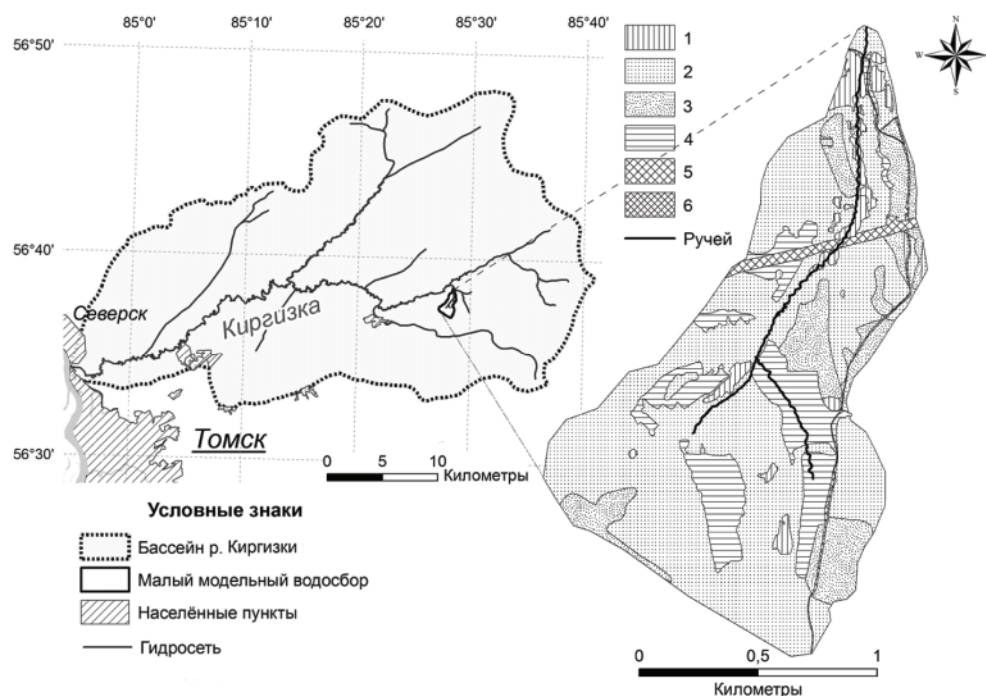 85°0' 85°10' 85°20' 85°30' 85°40'
56°50'
56°40'
56°30'
Северск
Киргизка
Томск
0 5 10
Километры
Условные знаки
Бассейн р. Киргизки
Малый модельный водосбор
Населённые пункты
Гидросеть
1
2
3
4
5
6
Ручей
N
W
S
0 0,5 1
Километры